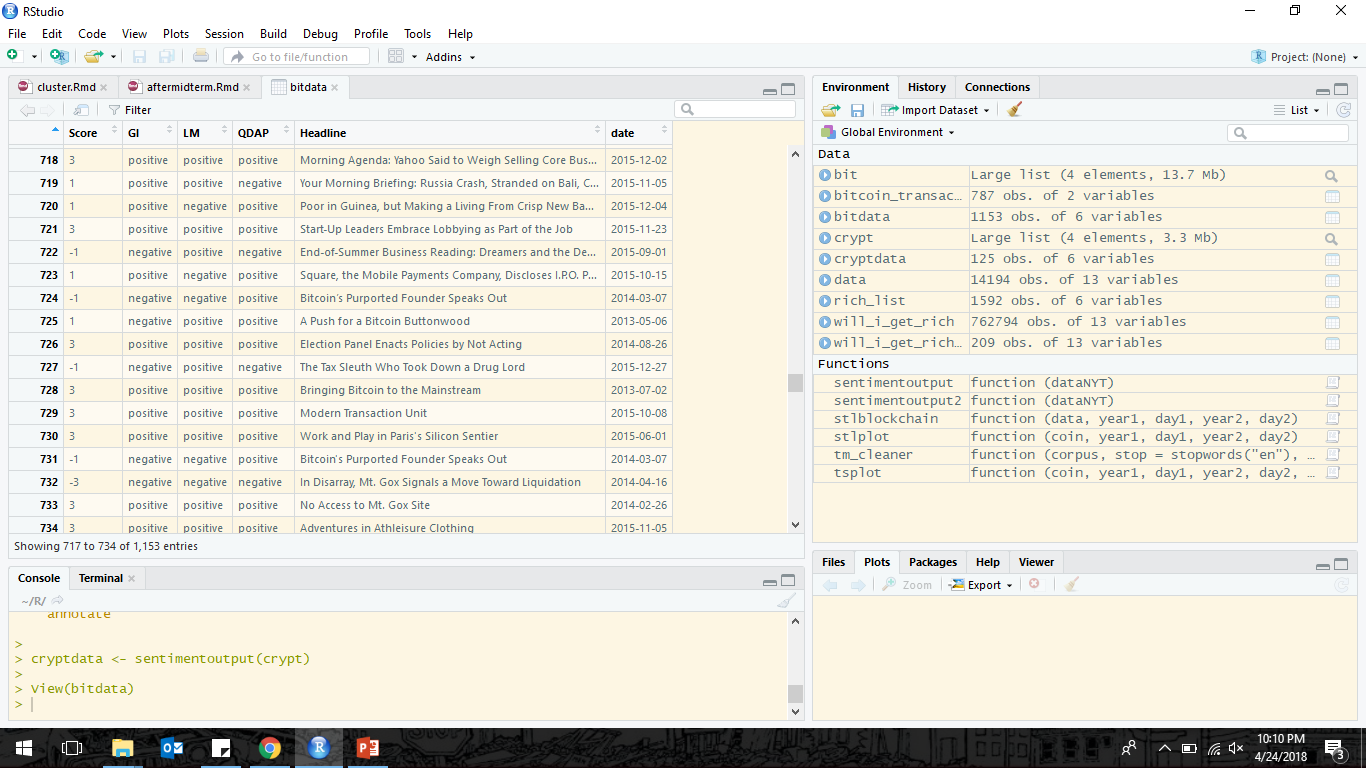 RStudio
File Edit Code View Plots Session Build Debug Profile Tools Help
Go to file/function Addins Project: (None)
cluster.Rmd aftermidterm.Rmd bitdata
Filter
Score GI LM QDAP Headline date
718 3 positive positive positive Morning Agenda: Yahoo Said to Weigh Selling Core Bus... 2015-12-02
719 1 positive positive negative Your Morning Briefing: Russia Crash, Stranded on Bali, C... 2015-11-05
720 1 positive negative positive Poor in Guinea, but Making a Living From Crisp New Ba... 2015-12-04
721 3 positive positive positive Start-Up Leaders Embrace Lobbying as Part of the Job 2015-11-23
722 -1 negative negative positive End-of-Summer Business Reading: Dreamers and the De... 2015-09-01
723 1 positive negative positive Square, the Mobile Payments Company, Discloses I.P.O. P... 2015-10-15
724 -1 negative negative positive Bitcoin's Purported Founder Speaks Out 2014-03-07
725 1 negative positive positive A Push for a Bitcoin Buttonwood 2013-05-06
726 3 positive positive positive Election Panel Enacts Policies by Not Acting 2014-08-26
727 -1 negative positive negative The Tax Sleuth Who Took Down a Drug Lord 2015-12-27
728 3 positive positive positive Bringing Bitcoin to the Mainstream 2013-07-02
729 3 positive positive positive Modern Transaction Unit 2015-10-08
730 3 positive positive positive Work and Play in Paris's Silicon Sentier 2015-06-01
731 -1 negative negative positive Bitcoin's Purported Founder Speaks Out 2014-03-07
732 -3 negative negative negative In Disarray, Mt. Gox Signals a Move Toward Liquidation 2014-04-16
733 3 positive positive positive No Access to Mt. Gox Site 2014-02-26
734 3 positive positive positive Adventures in Athleisure Clothing 2015-11-05
Showing 717 to 734 of 1,153 entries
Console Terminal
~/R/
annotate
>
> cryptdata <- sentimentoutput(crypt)
>
> View(bitdata)
>
Environment History Connections
Import Dataset List
Global Environment
Data
bit Large list (4 elements, 13.7 Mb)
bitcoin_transac… 787 obs. of 2 variables
bitdata 1153 obs. of 6 variables
crypt Large list (4 elements, 3.3 Mb)
cryptdata 125 obs. of 6 variables
data 14194 obs. of 13 variables
rich_list 1592 obs. of 6 variables
will_i_get_rich 762794 obs. of 13 variables
will_i_get_rich… 209 obs. of 13 variables
Functions
sentimentoutput function (dataNYT)
sentimentoutput2 function (dataNYT)
stlblockchain function (data, year1, day1, year2, day2)
stlplot function (coin, year1, day1, year2, day2)
tm_cleaner function (corpus, stop = stopwords("en"), …
tsplot function (coin, year1, day1, year2, day2, …
Files Plots Packages Help Viewer
Zoom Export
10:10 PM
4/24/2018
3